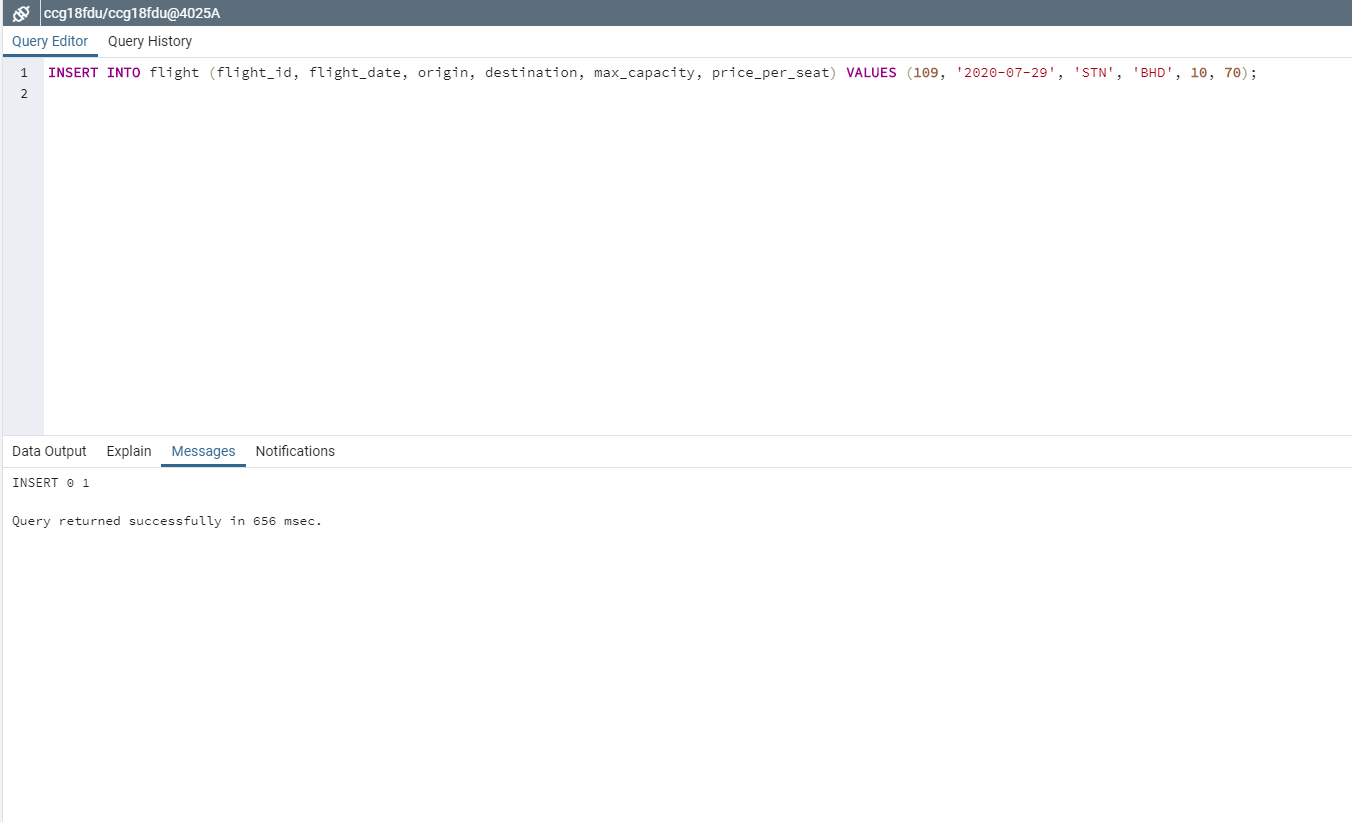 ccg18fdu/ccg18fdu@4025A
Query Editor Query History
1 INSERT INTO flight (flight_id, flight_date, origin, destination, max_capacity, price_per_seat) VALUES (109, '2020-07-29', 'STN', 'BHD', 10, 70);
2
Data Output Explain Messages Notifications
INSERT 0 1
Query returned successfully in 656 msec.